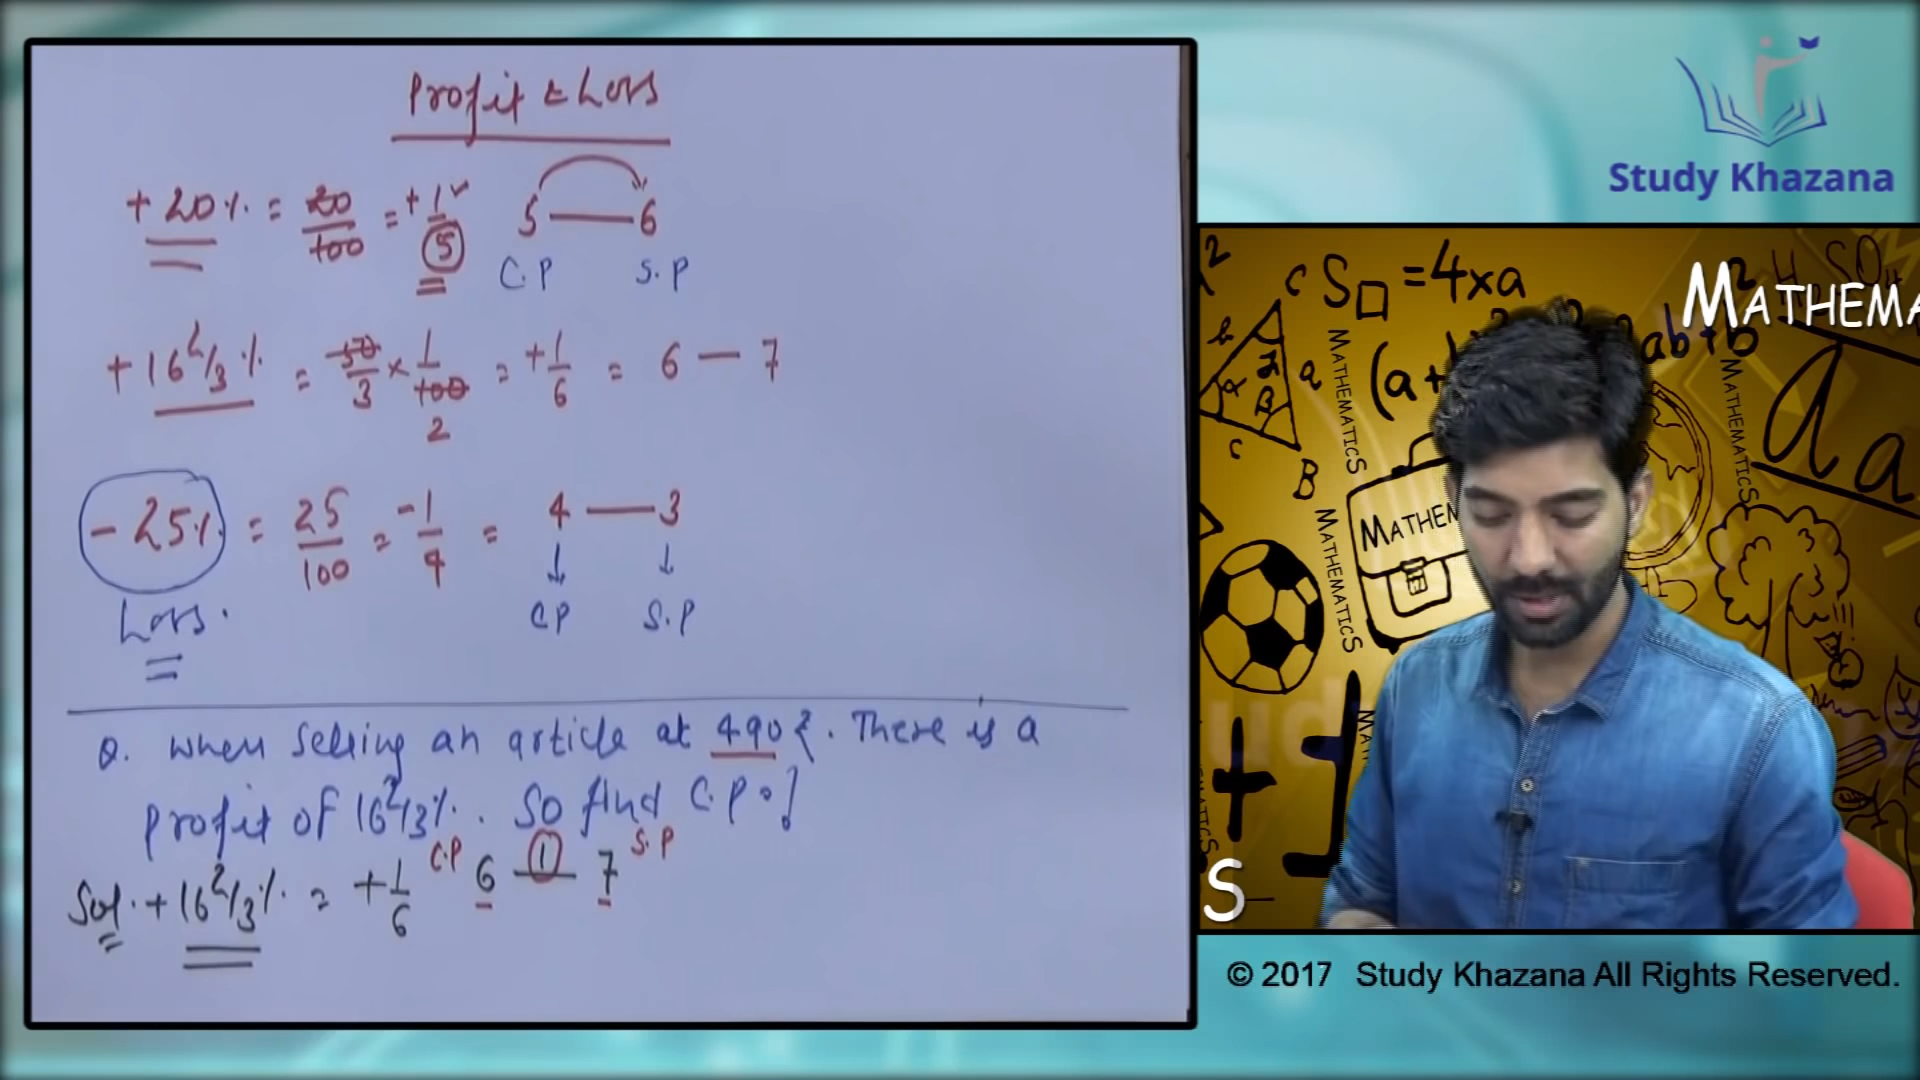 Profit & Loss
+20% = 20/100 = +1/5 5 — 6
C.P S.P
+16 2/3 % = 50/3 × 1/100 2 = +1/6 = 6 — 7
-25% = 25/100 = -1/4 = 4 — 3
Loss. C.P S.P
Q. When selling an article at 490₹. There is a
profit of 16 2/3%. So find C.P?
Sol. +16 2/3% = +1/6 C.P 6 — 1 — 7 S.P
Study Khazana
MATHEMA
C S□ =4xa
MATHEMATICS
MATHEMATICS
MATHEMATICS
MATHEM
S
© 2017 Study Khazana All Rights Reserved.